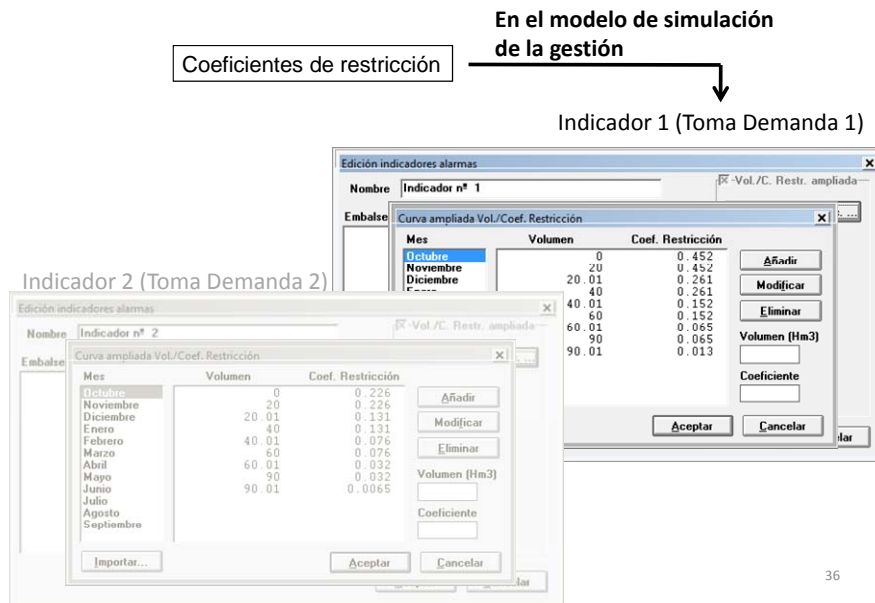 En el modelo de simulación
de la gestión
Coeficientes de restricción
Indicador 1 (Toma Demanda 1)
Edición indicadores alarmas
Nombre Indicador nº 1
Vol./C. Restr. ampliada
Embalse
Curva ampliada Vol./Coef. Restricción
Mes Volumen Coef. Restricción
Octubre 0 0.452
Noviembre 20 0.452
Diciembre 20.01 0.261
40 0.261
40.01 0.152
60 0.152
60.01 0.065
90 0.065
90.01 0.013
Añadir
Modificar
Eliminar
Volumen (Hm3)
Coeficiente
Aceptar Cancelar
lar
Indicador 2 (Toma Demanda 2)
Edición indicadores alarmas
Nombre Indicador nº 2
Vol./C. Restr. ampliada
Embalse
Curva ampliada Vol./Coef. Restricción
Mes Volumen Coef. Restricción
Octubre 0 0.226
Noviembre 20 0.226
Diciembre 20.01 0.131
Enero 40 0.131
Febrero 40.01 0.076
Marzo 60 0.076
Abril 60.01 0.032
Mayo 90 0.032
Junio 90.01 0.0065
Julio
Agosto
Septiembre
Añadir
Modificar
Eliminar
Volumen (Hm3)
Coeficiente
Importar... Aceptar Cancelar
lar
36